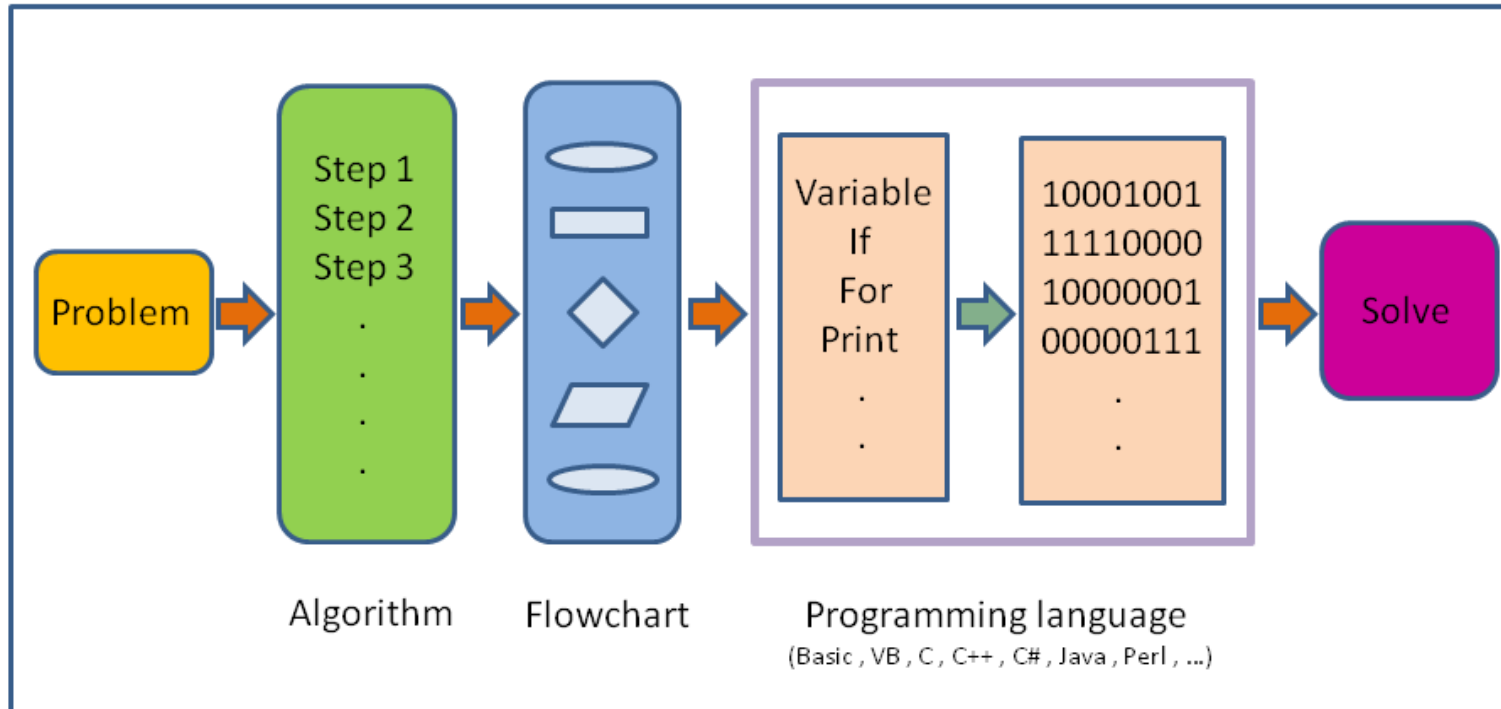 Problem
Step 1
Step 2
Step 3
.
.
.
.
Algorithm
Flowchart
Variable
If
For
Print
.
.
10001001
11110000
10000001
00000111
.
.
Programming language
(Basic , VB , C , C++ , C# , Java , Perl , ...)
Solve